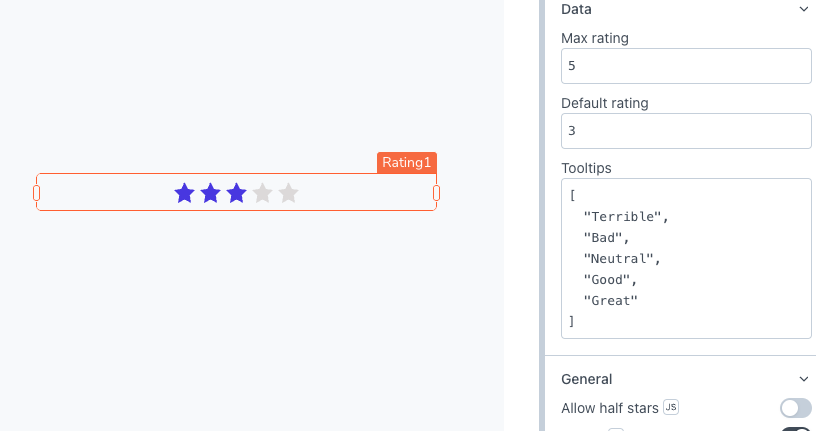 Data
Max rating
5
Default rating
3
Rating1
Tooltips
[
"Terrible",
"Bad",
"Neutral",
"Good",
"Great"
]
General
Allow half stars JS